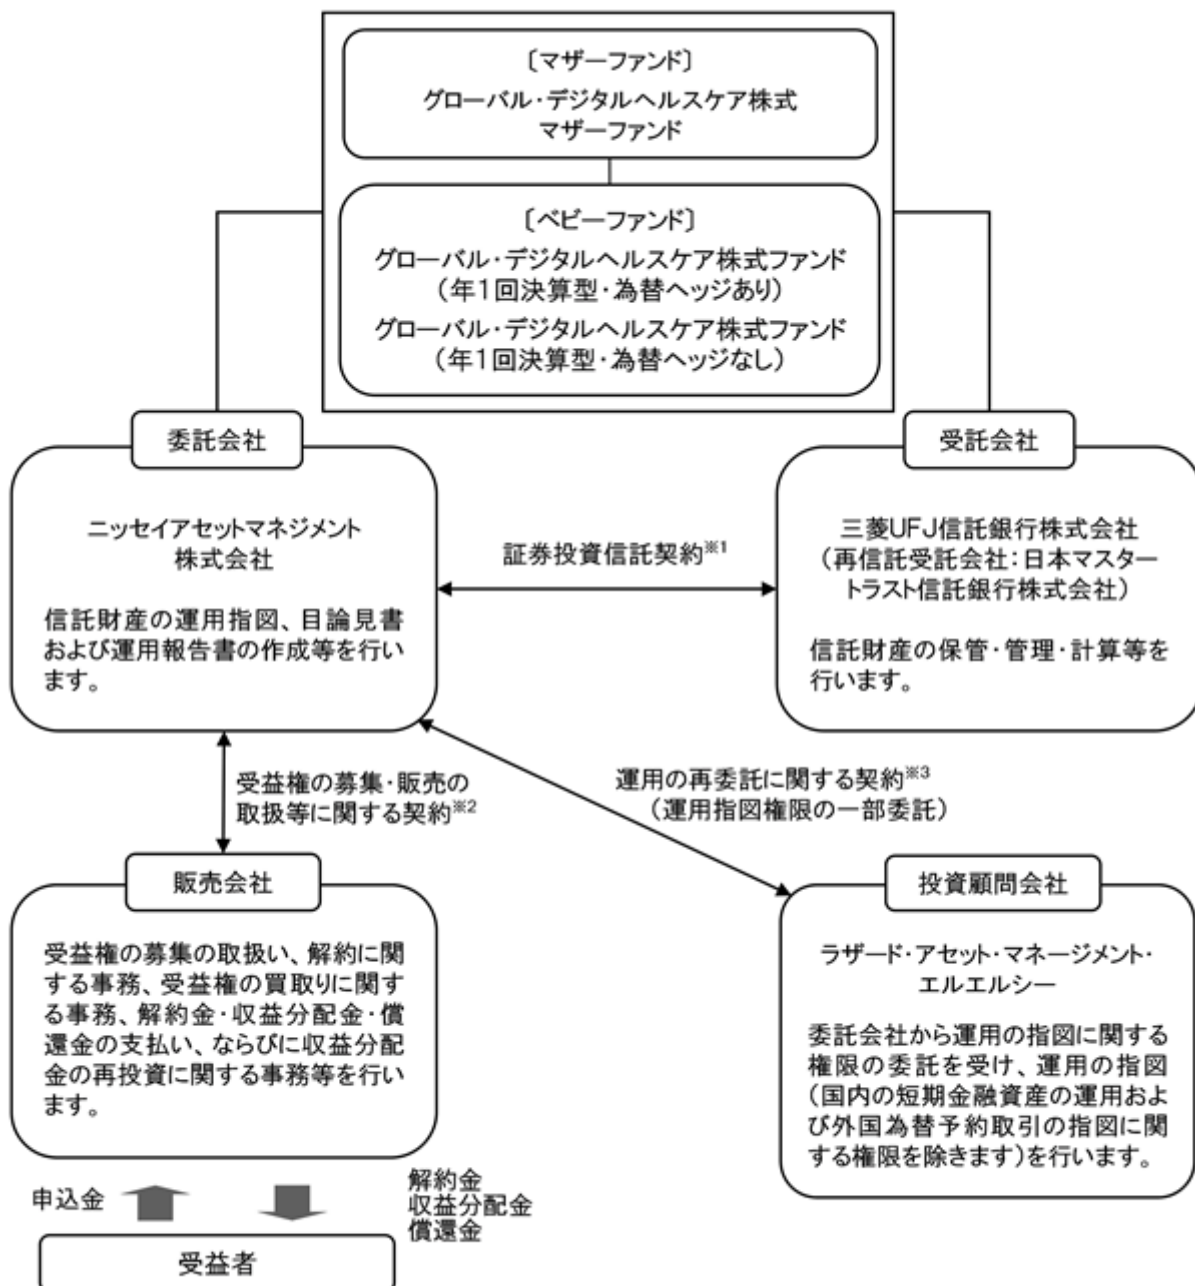 〔マザーファンド〕
グローバル・デジタルヘルスケア株式
マザーファンド
〔ベビーファンド〕
グローバル・デジタルヘルスケア株式ファンド
（年1回決算型・為替ヘッジあり）
グローバル・デジタルヘルスケア株式ファンド
（年1回決算型・為替ヘッジなし）
委託会社
ニッセイアセットマネジメント
株式会社
信託財産の運用指図、目論見書
および運用報告書の作成等を行い
ます。
証券投資信託契約※1
受託会社
三菱UFJ信託銀行株式会社
（再信託受託会社：日本マスター
トラスト信託銀行株式会社）
信託財産の保管・管理・計算等を
行います。
受益権の募集・販売の
取扱等に関する契約※2
運用の再委託に関する契約※3
（運用指図権限の一部委託）
販売会社
受益権の募集の取扱い、解約に関
する事務、受益権の買取りに関す
る事務、解約金・収益分配金・償
還金の支払い、ならびに収益分配
金の再投資に関する事務等を行い
ます。
投資顧問会社
ラザード・アセット・マネージメント・
エルエルシー
委託会社から運用の指図に関する
権限の委託を受け、運用の指図
（国内の短期金融資産の運用およ
び外国為替予約取引の指図に関
する権限を除きます）を行います。
申込金
解約金
収益分配金
償還金
受益者